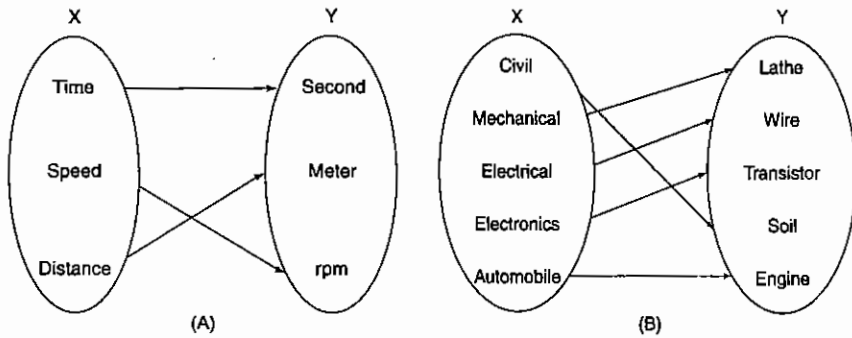 X Y
Time Second
Speed Meter
Distance rpm
(A)
X Y
Civil Lathe
Mechanical Wire
Electrical Transistor
Electronics Soil
Automobile Engine
(B)